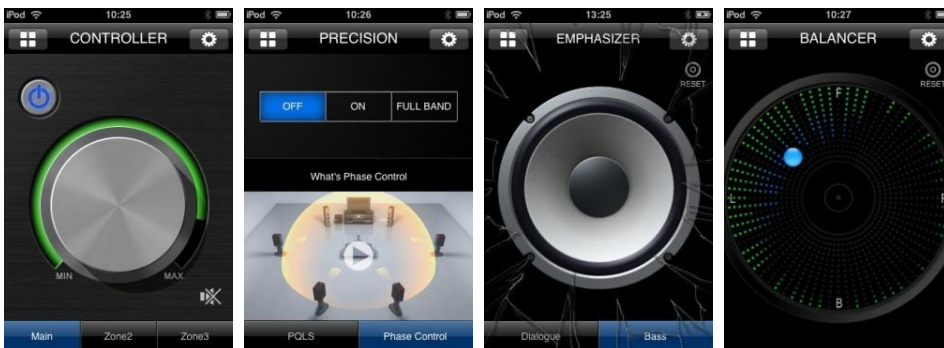 iPod 10:25
CONTROLLER
MIN MAX
Main Zone2 Zone3
iPod 10:26
PRECISION
OFF ON FULL BAND
What's Phase Control
PQLS Phase Control
iPod 13:25
EMPHASIZER
RESET
Dialogue Bass
iPod 10:27
BALANCER
RESET
F
L
B